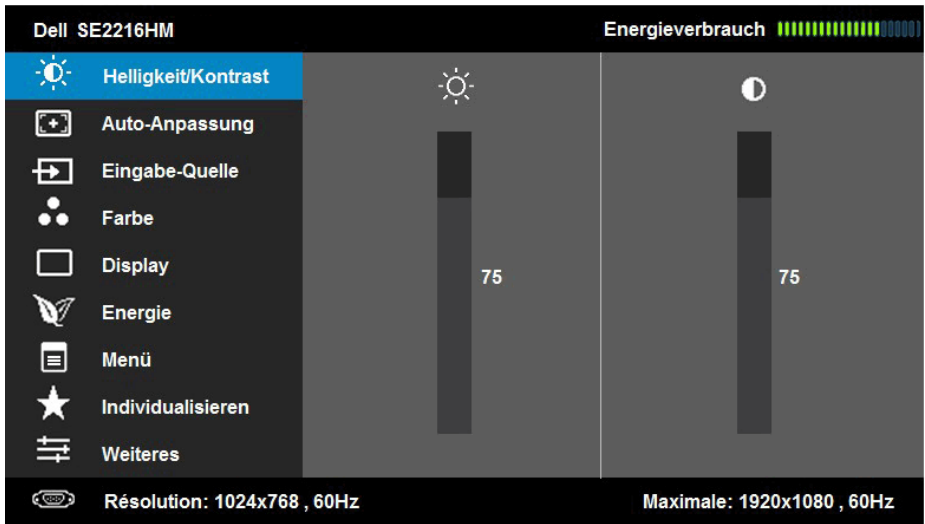 Dell SE2216HM
Energieverbrauch
Helligkeit/Kontrast
Auto-Anpassung
Eingabe-Quelle
Farbe
Display
Energie
Menü
Individualisieren
Weiteres
75
75
Résolution: 1024x768 , 60Hz
Maximale: 1920x1080 , 60Hz